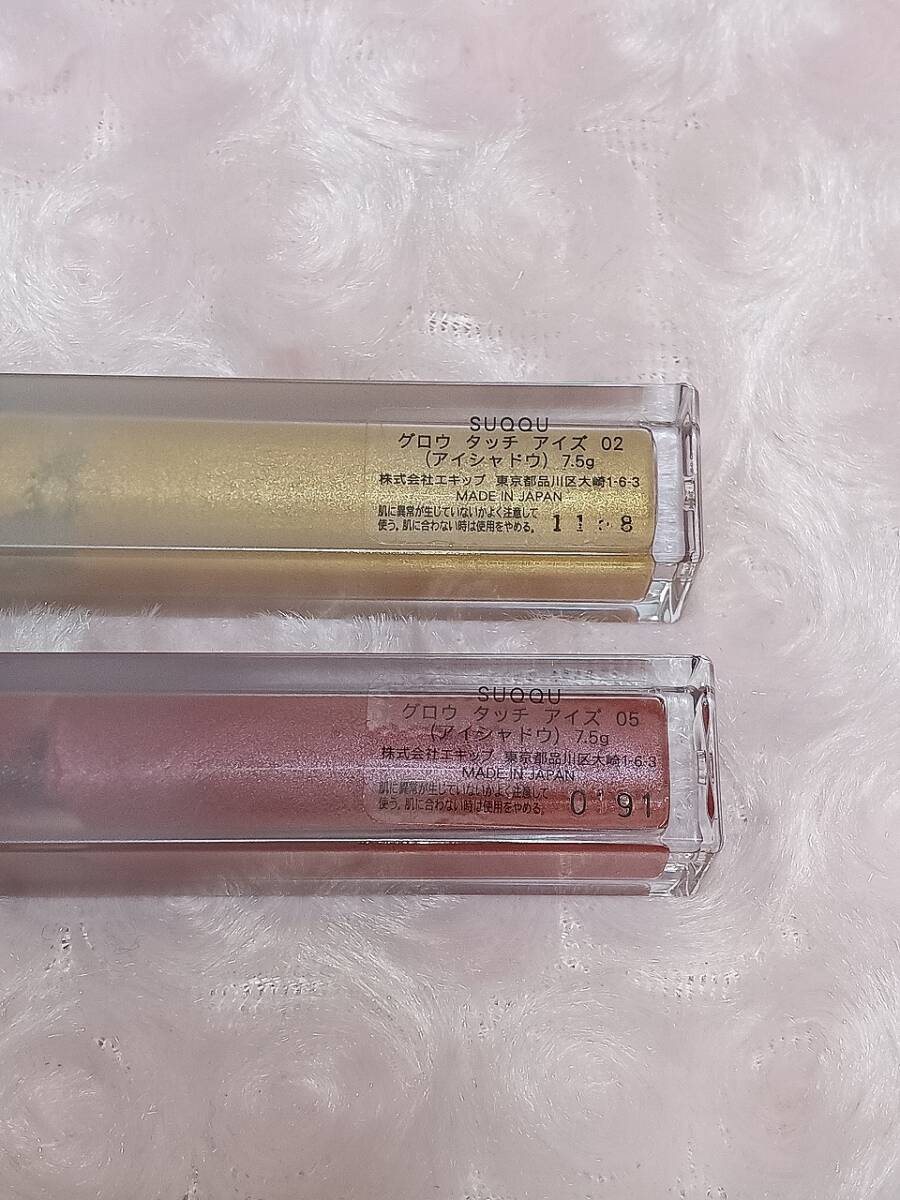 SUQQU
グロウ タッチ アイズ 02
(アイシャドウ) 7.5g
株式会社エキップ 東京都品川区大崎1-6-3
MADE IN JAPAN
肌に異常が生じていないかよく注意して
使う。肌に合わない時は使用をやめる。
SUQQU
グロウ タッチ アイズ 05
(アイシャドウ) 7.5g
株式会社エキップ 東京都品川区大崎1-6-3
MADE IN JAPAN
肌に異常が生じていないかよく注意して
使う。肌に合わない時は使用をやめる。
0191